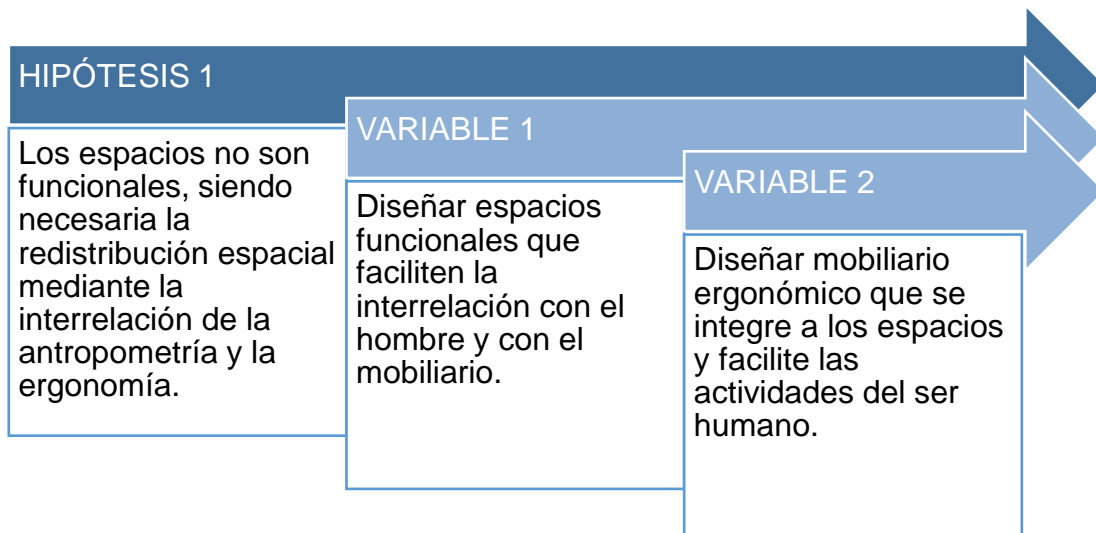 HIPÓTESIS 1
Los espacios no son
funcionales, siendo
necesaria la
redistribución espacial
mediante la
interrelación de la
antropometría y la
ergonomía.
VARIABLE 1
Diseñar espacios
funcionales que
faciliten la
interrelación con el
hombre y con el
mobiliario.
VARIABLE 2
Diseñar mobiliario
ergonómico que se
integre a los espacios
y facilite las
actividades del ser
humano.